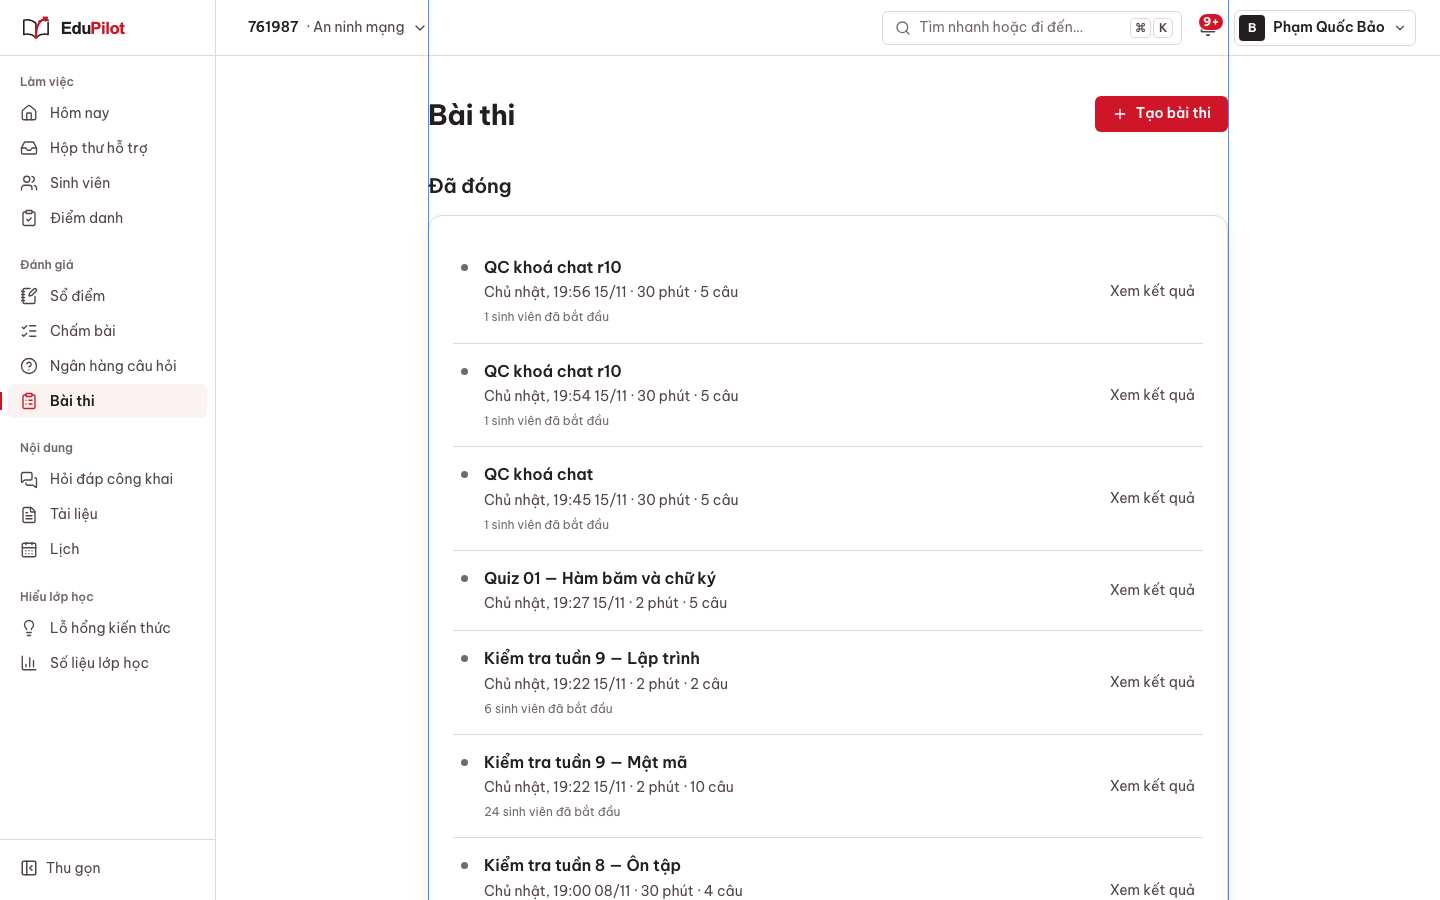 EduPilot
761987 · An ninh mạng
Tìm nhanh hoặc đi đến...
⌘ K
9+
B
Phạm Quốc Bảo
Làm việc
Hôm nay
Hộp thư hỗ trợ
Sinh viên
Điểm danh
Đánh giá
Sổ điểm
Chấm bài
Ngân hàng câu hỏi
Bài thi
Nội dung
Hỏi đáp công khai
Tài liệu
Lịch
Hiểu lớp học
Lỗ hổng kiến thức
Số liệu lớp học
Thu gọn
Bài thi
Tạo bài thi
Đã đóng
QC khoá chat r10
Chủ nhật, 19:56 15/11 · 30 phút · 5 câu
1 sinh viên đã bắt đầu
Xem kết quả
QC khoá chat r10
Chủ nhật, 19:54 15/11 · 30 phút · 5 câu
1 sinh viên đã bắt đầu
Xem kết quả
QC khoá chat
Chủ nhật, 19:45 15/11 · 30 phút · 5 câu
1 sinh viên đã bắt đầu
Xem kết quả
Quiz 01 — Hàm băm và chữ ký
Chủ nhật, 19:27 15/11 · 2 phút · 5 câu
Xem kết quả
Kiểm tra tuần 9 — Lập trình
Chủ nhật, 19:22 15/11 · 2 phút · 2 câu
6 sinh viên đã bắt đầu
Xem kết quả
Kiểm tra tuần 9 — Mật mã
Chủ nhật, 19:22 15/11 · 2 phút · 10 câu
24 sinh viên đã bắt đầu
Xem kết quả
Kiểm tra tuần 8 — Ôn tập
Chủ nhật, 19:00 08/11 · 30 phút · 4 câu
Xem kết quả